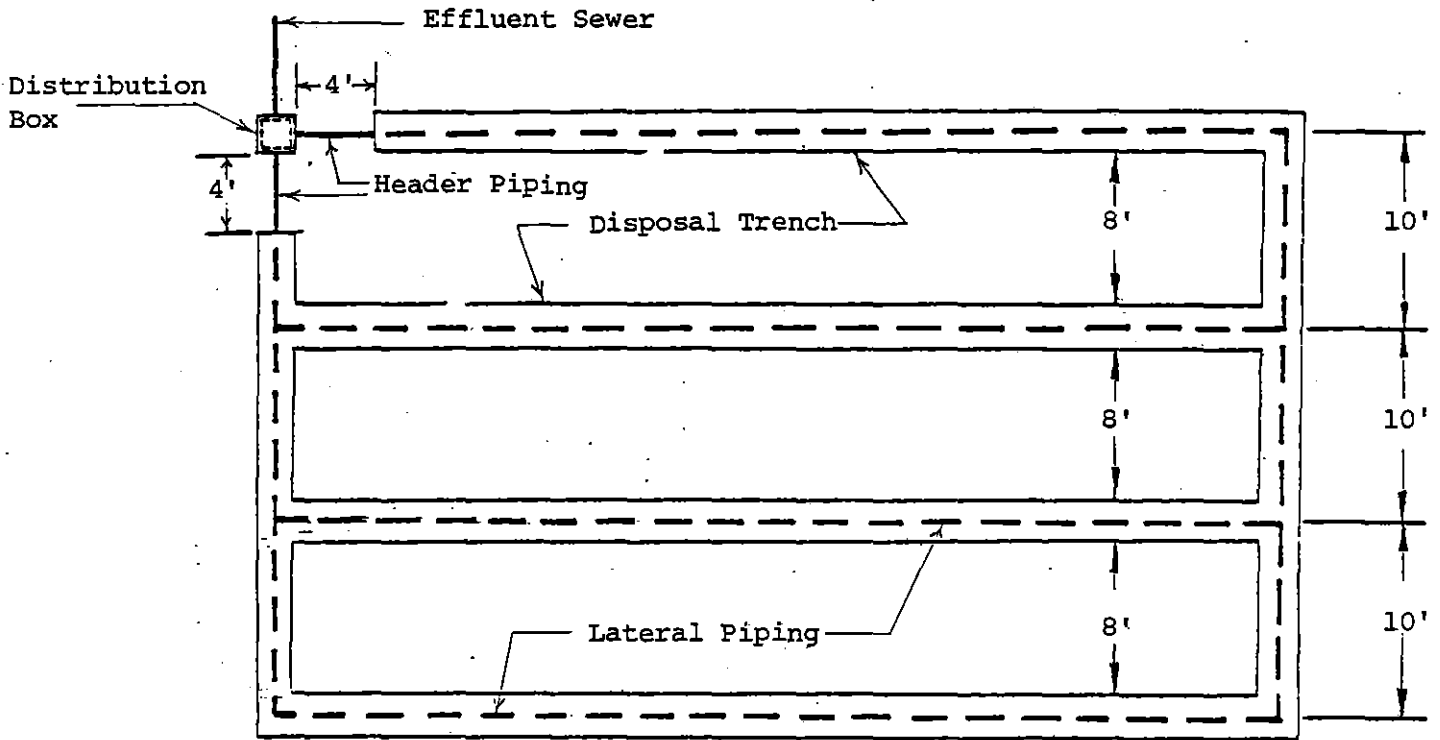 Effluent Sewer
Distribution
Box
4'
4'
Header Piping
Disposal Trench
8'
10'
8'
10'
Lateral Piping
8'
10'